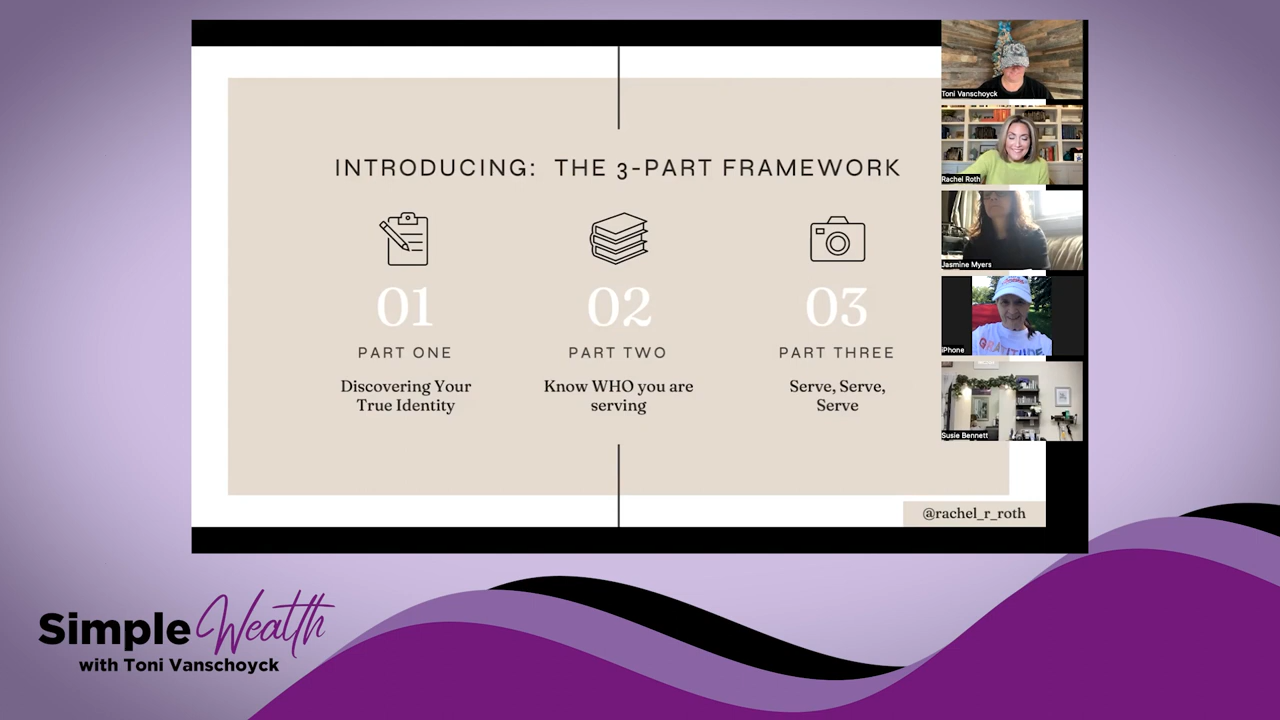 INTRODUCING: THE 3-PART FRAMEWORK
01
PART ONE
Discovering Your
True Identity
02
PART TWO
Know WHO you are
serving
03
PART THREE
Serve, Serve,
Serve
@rachel_r_roth
Toni Vanschoyck
Rachel Roth
Jasmine Myers
iPhone
GRATITUDE
Susie Bennett
Simple Wealth
with Toni Vanschoyck